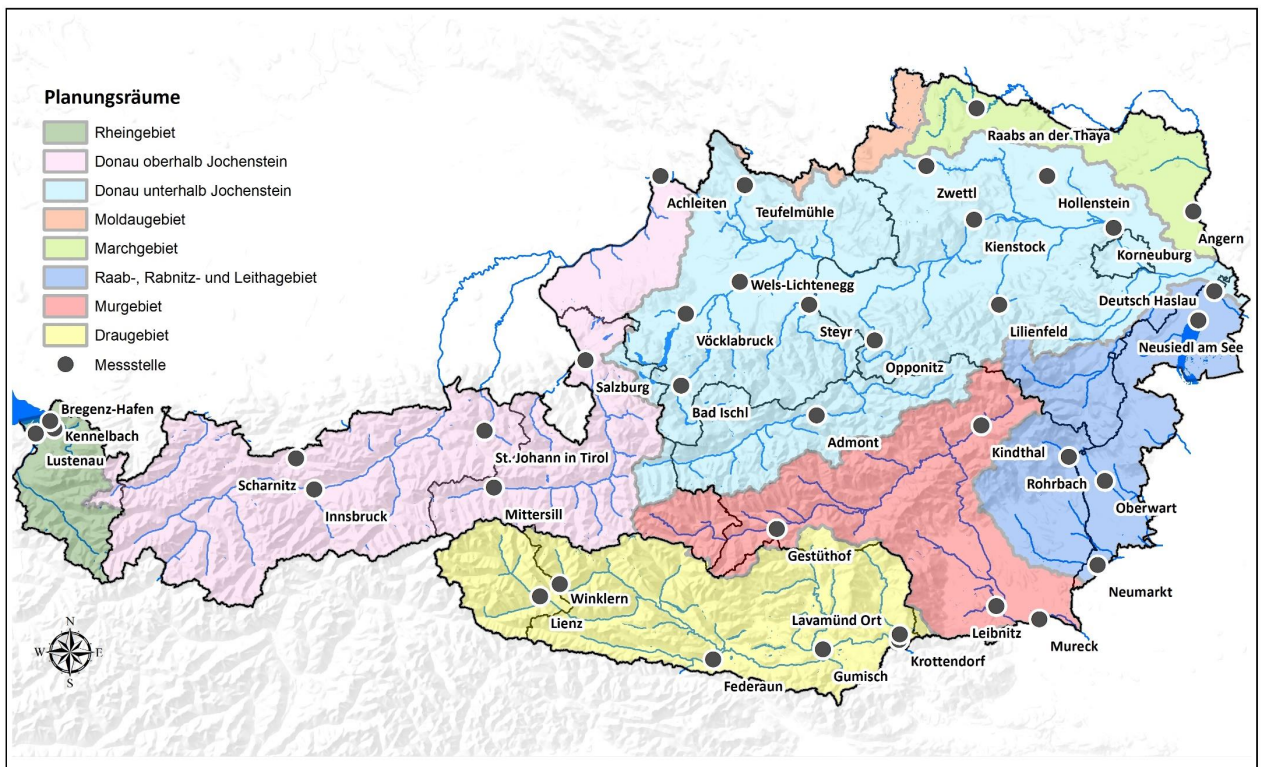 Planungsräume
Rheingebiet
Donau oberhalb Jochenstein
Donau unterhalb Jochenstein
Moldaugebiet
Marchgebiet
Raab-, Rabnitz- und Leithagebiet
Murgebiet
Draugebiet
Messstelle
Raabs an der Thaya
Zwettl
Hollenstein
Achleiten
Teufelmühle
Angern
Kienstock
Korneuburg
Wels-Lichtenegg
Deutsch Haslau
Steyr
Lilienfeld
Vöcklabruck
Neusiedl am See
Opponitz
Salzburg
Bregenz-Hafen
Bad Ischl
Kennelbach
Admont
Kindthal
Lustenau
St. Johann in Tirol
Scharnitz
Rohrbach
Oberwart
Innsbruck
Mittersill
Gestüthof
Neumarkt
Winklern
Lienz
Lavamünd Ort
Leibnitz
Mureck
Krottendorf
Gumisch
Federaun
N
W
E
S